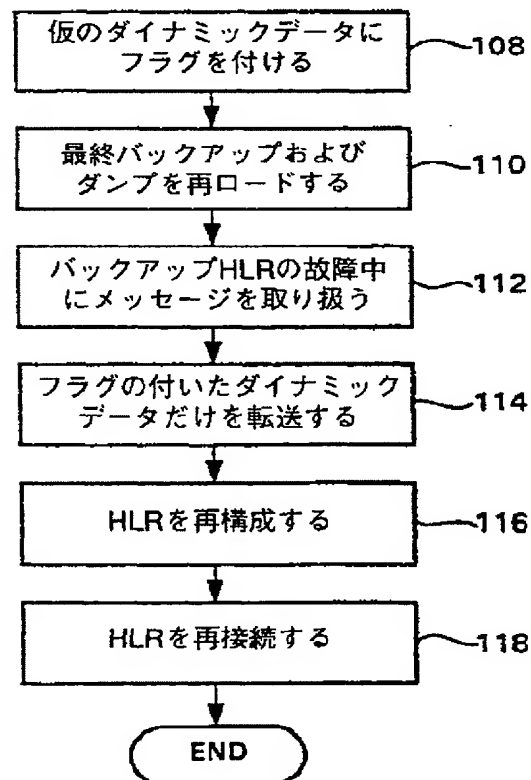 仮のダイナミックデータに
フラグを付ける
108
最終バックアップおよび
ダンプを再ロードする
110
バックアップHLRの故障中
にメッセージを取り扱う
112
フラグの付いたダイナミック
データだけを転送する
114
HLRを再構成する
116
HLRを再接続する
118
END